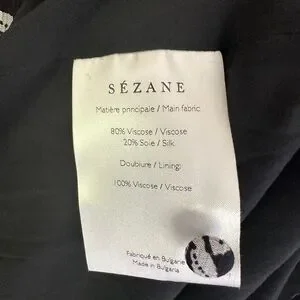 SÉZANE
Matière principale / Main fabric:
80% Viscose / Viscose
20% Soie / Silk
Doublure / Lining:
100% Viscose / Viscose
Fabriqué en Bulgarie
Made in Bulgaria